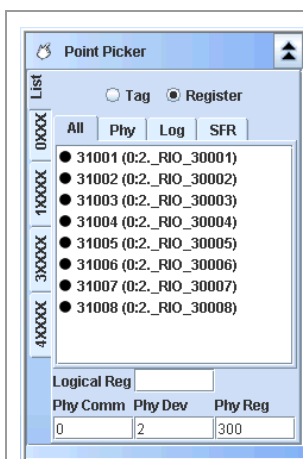 Point Picker
List
0XXX
1XXXX
3XXXX
4XXXX
Tag Register
All Phy Log SFR
31001 (0:2._RIO_30001)
31002 (0:2._RIO_30002)
31003 (0:2._RIO_30003)
31004 (0:2._RIO_30004)
31005 (0:2._RIO_30005)
31006 (0:2._RIO_30006)
31007 (0:2._RIO_30007)
31008 (0:2._RIO_30008)
Logical Reg
Phy Comm Phy Dev Phy Reg
0 2 300